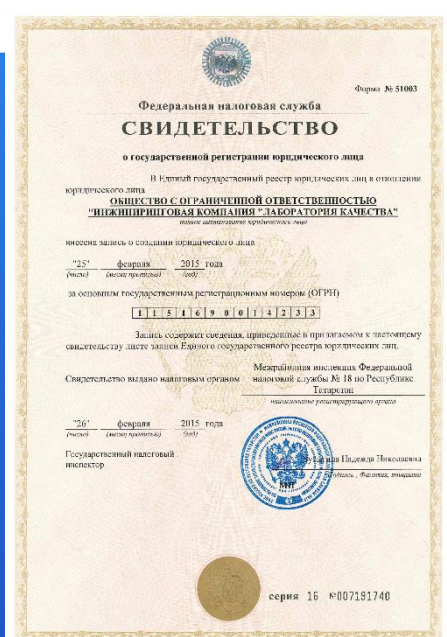 Форма № 51003
Федеральная налоговая служба
СВИДЕТЕЛЬСТВО
о государственной регистрации юридического лица
В Единый государственный реестр юридических лиц в отношении
юридического лица
ОБЩЕСТВО С ОГРАНИЧЕННОЙ ОТВЕТСТВЕННОСТЬЮ
"ИНЖИНИРИНГОВАЯ КОМПАНИЯ "ЛАБОРАТОРИЯ КАЧЕСТВА"
полное наименование юридического лица
внесена запись о создании юридического лица
"25" февраля 2015 года
(число) (месяц прописью) (год)
за основным государственным регистрационным номером (ОГРН)
1 1 5 1 6 9 0 0 1 4 2 3 3
Запись содержит сведения, приведенные в прилагаемом к настоящему
свидетельству листе записи Единого государственного реестра юридических лиц.
Свидетельство выдано налоговым органом
Межрайонная инспекция Федеральной
налоговой службы № 18 по Республике
Татарстан
наименование регистрирующего органа
"26" февраля 2015 года
(число) (месяц прописью) (год)
Государственный налоговый
инспектор
Надежда Николаевна
серия 16 №007191740